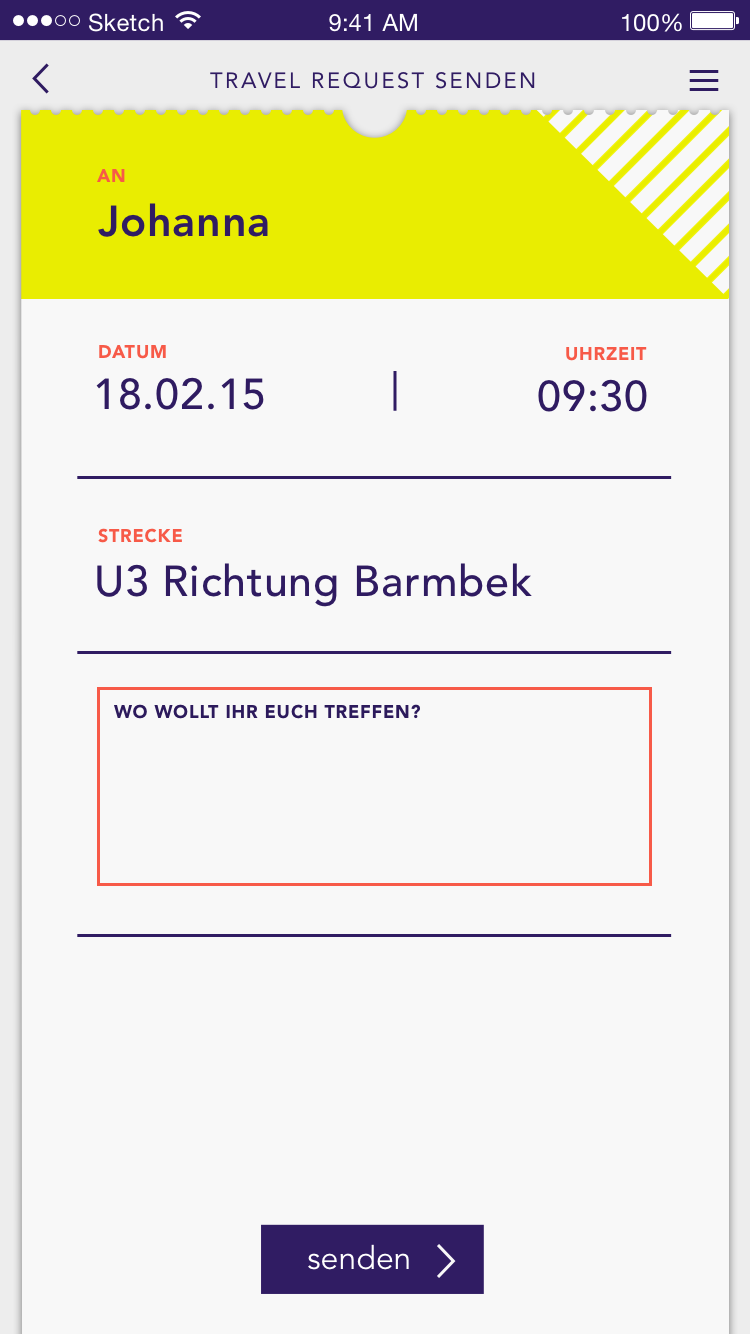 Sketch 9:41 AM 100%
TRAVEL REQUEST SENDEN
AN
Johanna
DATUM UHRZEIT
18.02.15 | 09:30
STRECKE
U3 Richtung Barmbek
WO WOLLT IHR EUCH TREFFEN?
senden